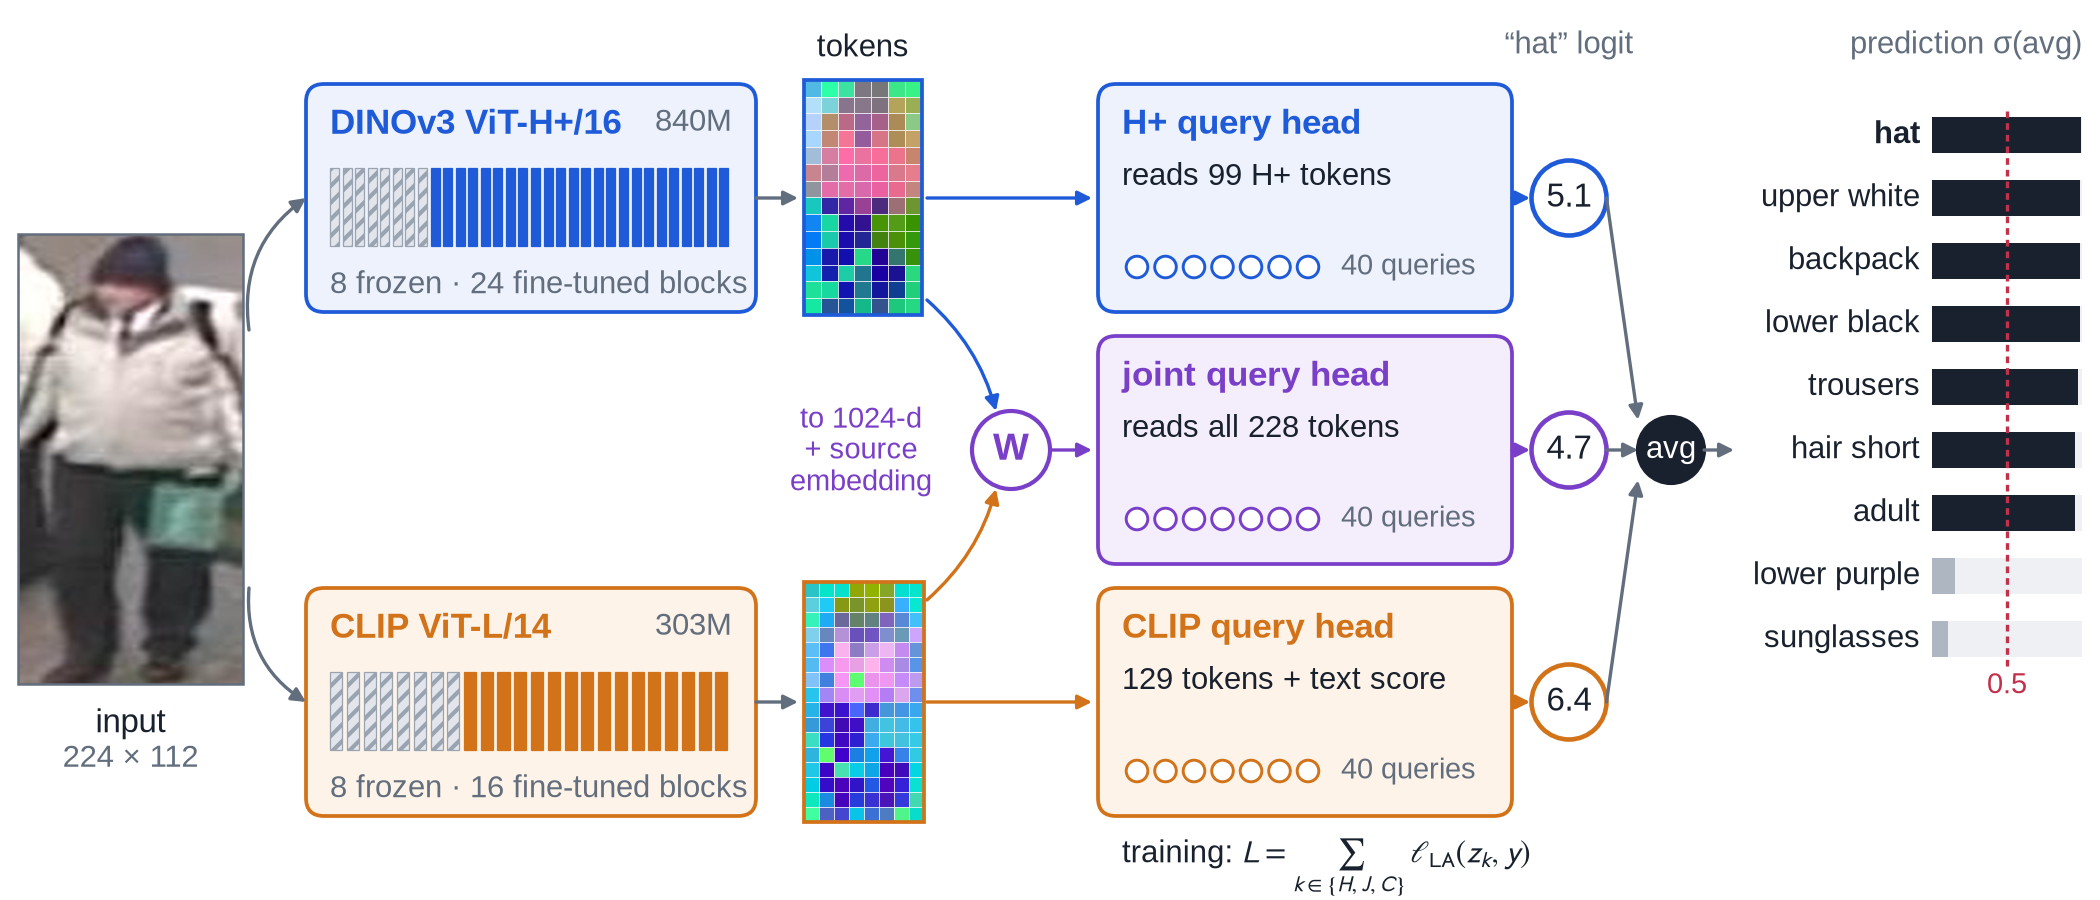 tokens
“hat” logit
prediction σ(avg)
DINOv3 ViT-H+/16 840M
8 frozen · 24 fine-tuned blocks
H+ query head
reads 99 H+ tokens
40 queries
5.1
input
224 × 112
to 1024-d
+ source
embedding
W
joint query head
reads all 228 tokens
40 queries
4.7
avg
CLIP ViT-L/14 303M
8 frozen · 16 fine-tuned blocks
CLIP query head
129 tokens + text score
40 queries
6.4
training: L = ∑ ℓ_LA(z_k, y)
k ∈ {H, J, C}
hat
upper white
backpack
lower black
trousers
hair short
adult
lower purple
sunglasses
0.5